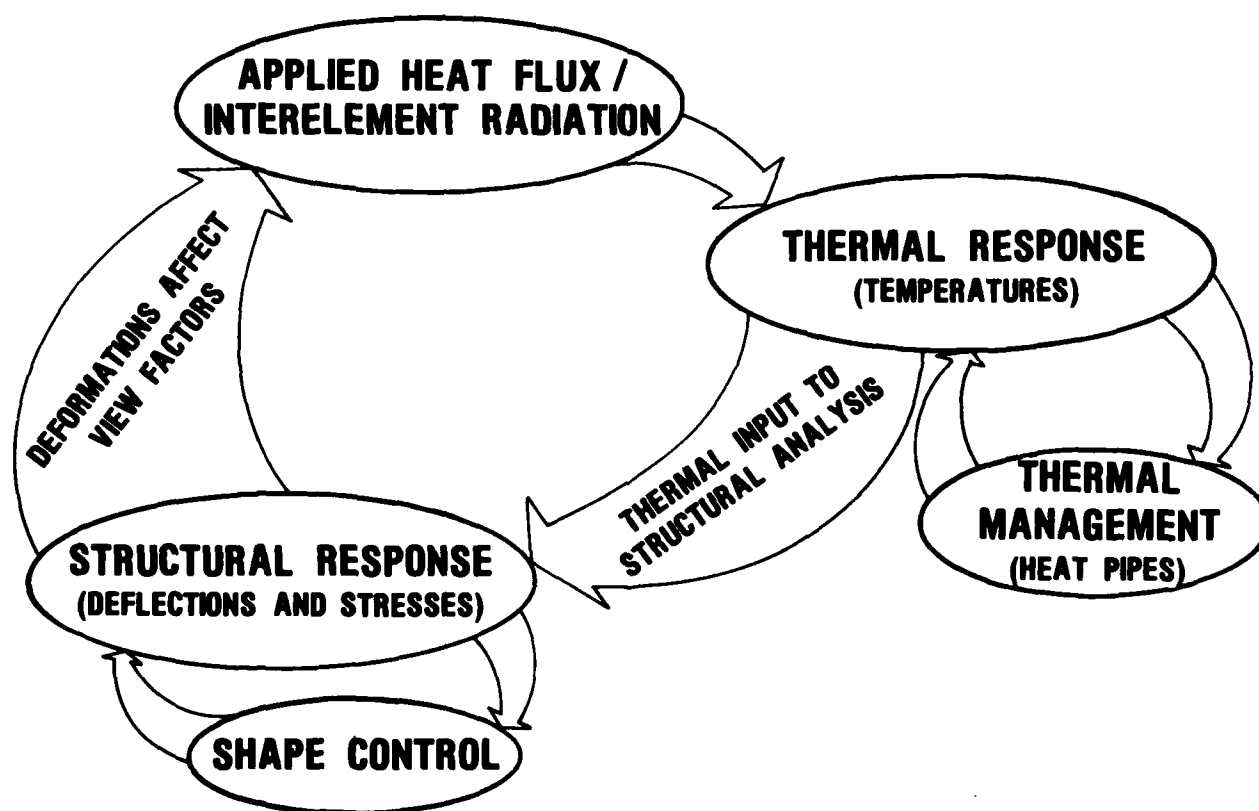 APPLIED HEAT FLUX /
INTERELEMENT RADIATION
THERMAL RESPONSE
(TEMPERATURES)
DEFORMATIONS AFFECT
VIEW FACTORS
THERMAL INPUT TO
STRUCTURAL ANALYSIS
THERMAL
MANAGEMENT
(HEAT PIPES)
STRUCTURAL RESPONSE
(DEFLECTIONS AND STRESSES)
SHAPE CONTROL